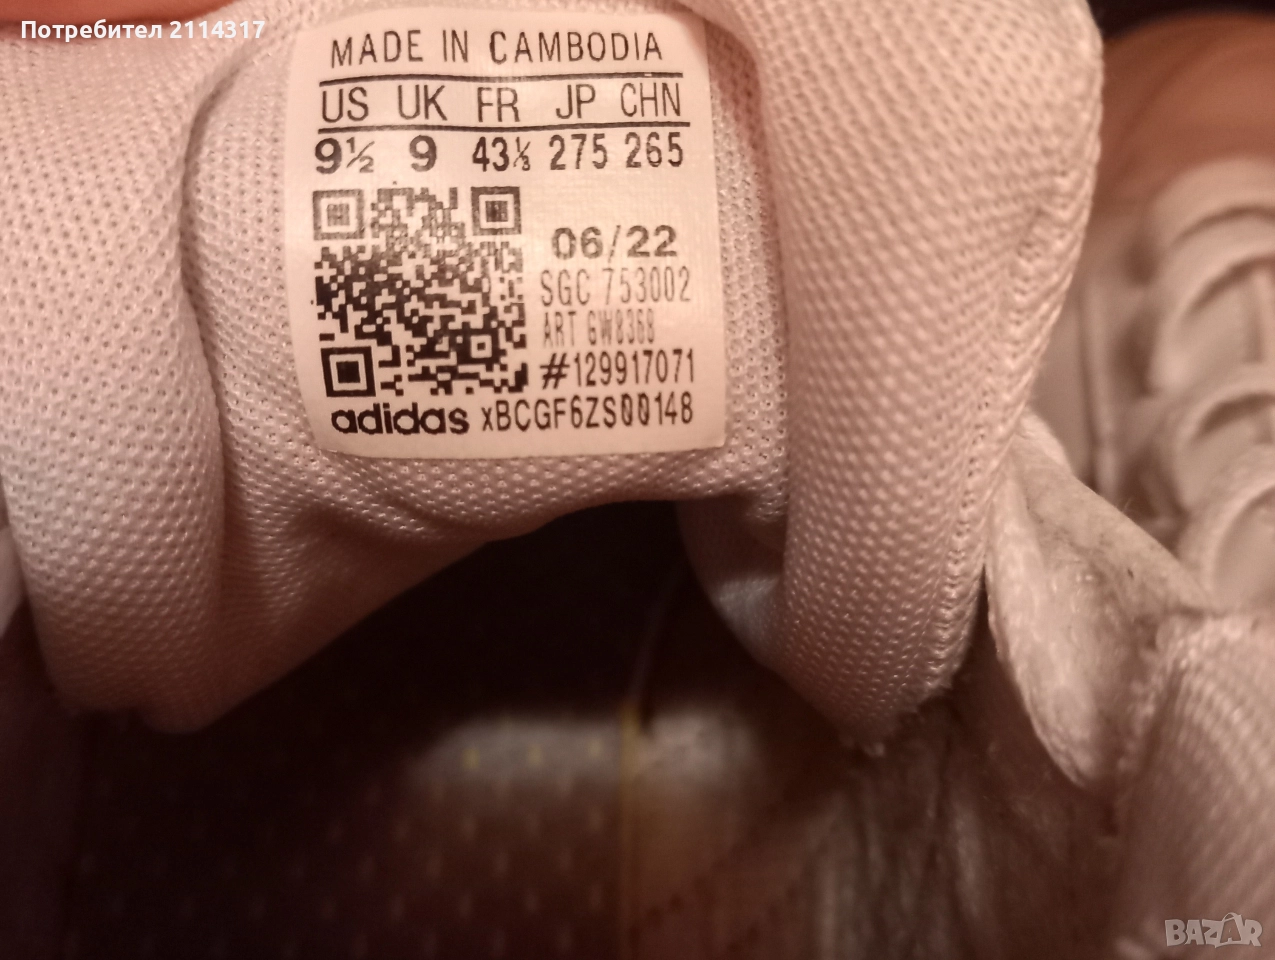 Потребител 2114317
MADE IN CAMBODIA
US UK FR JP CHN
9½ 9 43⅓ 275 265
06/22
SGC 753002
ART GW8368
#129917071
adidas xBCGF6ZS00148
BAZAR